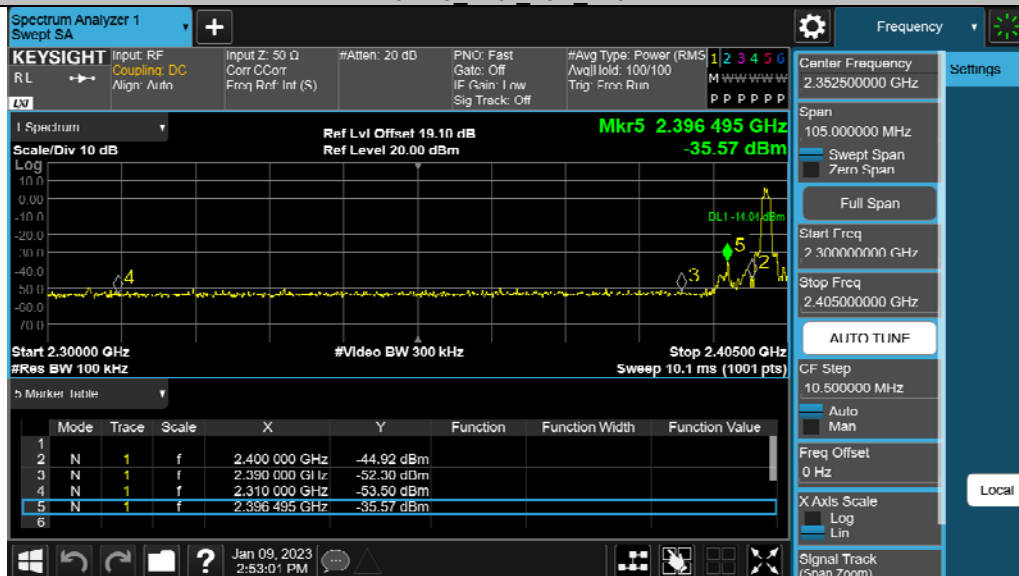 Spectrum Analyzer 1
Swept SA
+
Frequency
KEYSIGHT
RL
LXI
Input: RF
Coupling: DC
Align: Auto
Input Z: 50 Ω
Corr CCorr
Freq Ref: Int (S)
#Atten: 20 dB
PNO: Fast
Gate: Off
IF Gain: Low
Sig Track: Off
#Avg Type: Power (RMS
Avg|Hold: 100/100
Trig: Free Run
1 2 3 4 5 6
M W W W W W
P P P P P P
1 Spectrum
Scale/Div 10 dB
Ref Lvl Offset 19.10 dB
Ref Level 20.00 dBm
Mkr5 2.396 495 GHz
-35.57 dBm
Log
10.0
0.00
-10.0
-20.0
-30.0
-40.0
-50.0
-60.0
-70.0
DL1 -14.04 dBm
5
2
3
4
Start 2.30000 GHz
#Res BW 100 kHz
#Video BW 300 kHz
Stop 2.40500 GHz
Sweep 10.1 ms (1001 pts)
5 Marker Table
Mode Trace Scale X Y Function Function Width Function Value
1
2 N 1 f 2.400 000 GHz -44.92 dBm
3 N 1 f 2.390 000 GHz -52.30 dBm
4 N 1 f 2.310 000 GHz -53.50 dBm
5 N 1 f 2.396 495 GHz -35.57 dBm
6
?
Jan 09, 2023
2:53:01 PM
Center Frequency
2.352500000 GHz
Span
105.000000 MHz
Swept Span
Zero Span
Full Span
Start Freq
2.300000000 GHz
Stop Freq
2.405000000 GHz
AUTO TUNE
CF Step
10.500000 MHz
Auto
Man
Freq Offset
0 Hz
X Axis Scale
Log
Lin
Signal Track
(Span Zoom)
Settings
Local